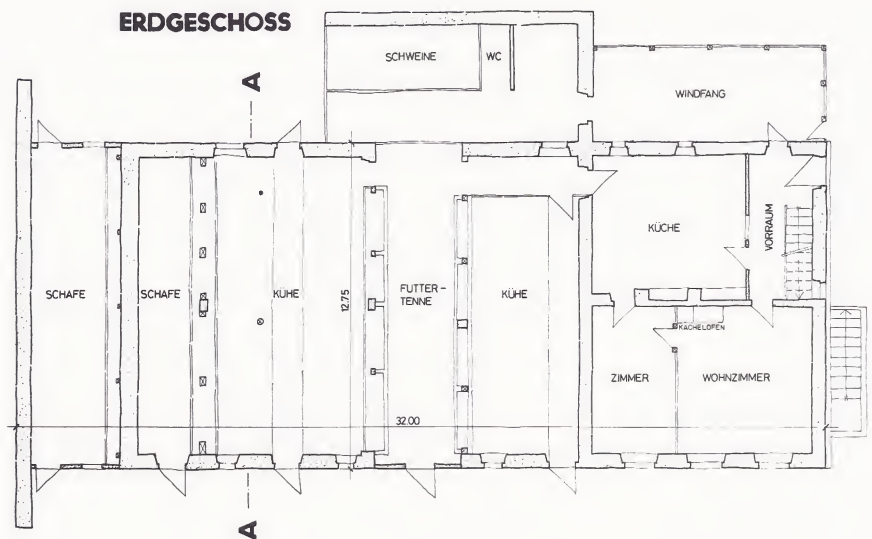 ERDGESCHOSS
A
SCHWEINE
WC
WINDFANG
KÜCHE
VORRAUM
SCHAFE
SCHAFE
KÜHE
12.75
FUTTER-
TENNE
KÜHE
KACHELOFEN
ZIMMER
WOHNZIMMER
32.00
A